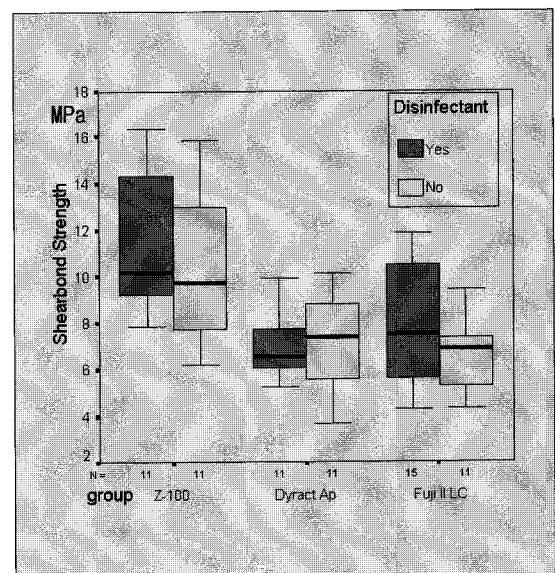 18
MPa
16
14
12
10
8
6
4
2
Shearbond Strength
Disinfectant
Yes
No
N = 11 11 11 11 15 11
group Z-100 Dyract Ap Fuji II LC